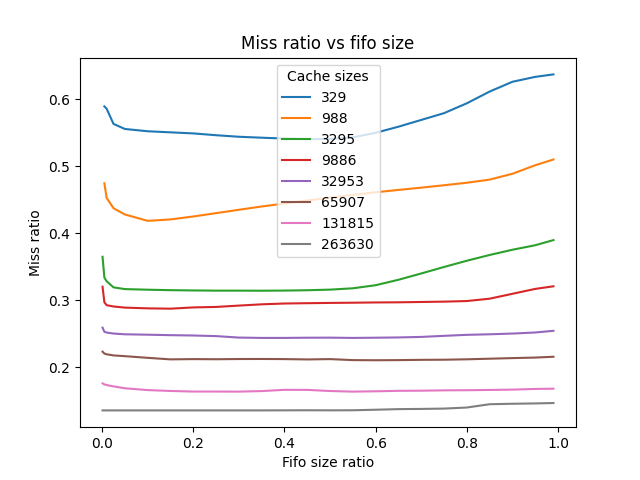 Miss ratio vs fifo size
Cache sizes
329
988
3295
9886
32953
65907
131815
263630
Miss ratio
0.6
0.5
0.4
0.3
0.2
0.0 0.2 0.4 0.6 0.8 1.0
Fifo size ratio